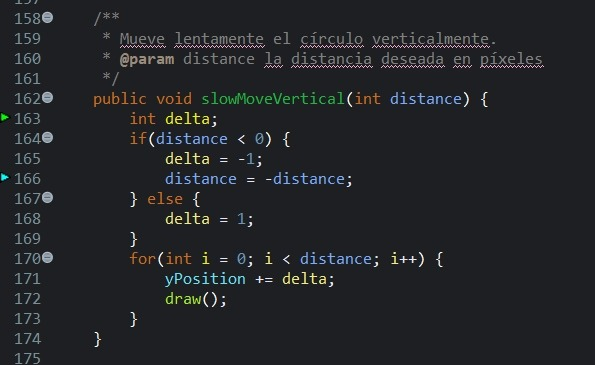 158 /**
159 * Mueve lentamente el círculo verticalmente.
160 * @param distance la distancia deseada en píxeles
161 */
162 public void slowMoveVertical(int distance) {
163 int delta;
164 if(distance < 0) {
165 delta = -1;
166 distance = -distance;
167 } else {
168 delta = 1;
169 }
170 for(int i = 0; i < distance; i++) {
171 yPosition += delta;
172 draw();
173 }
174 }
175